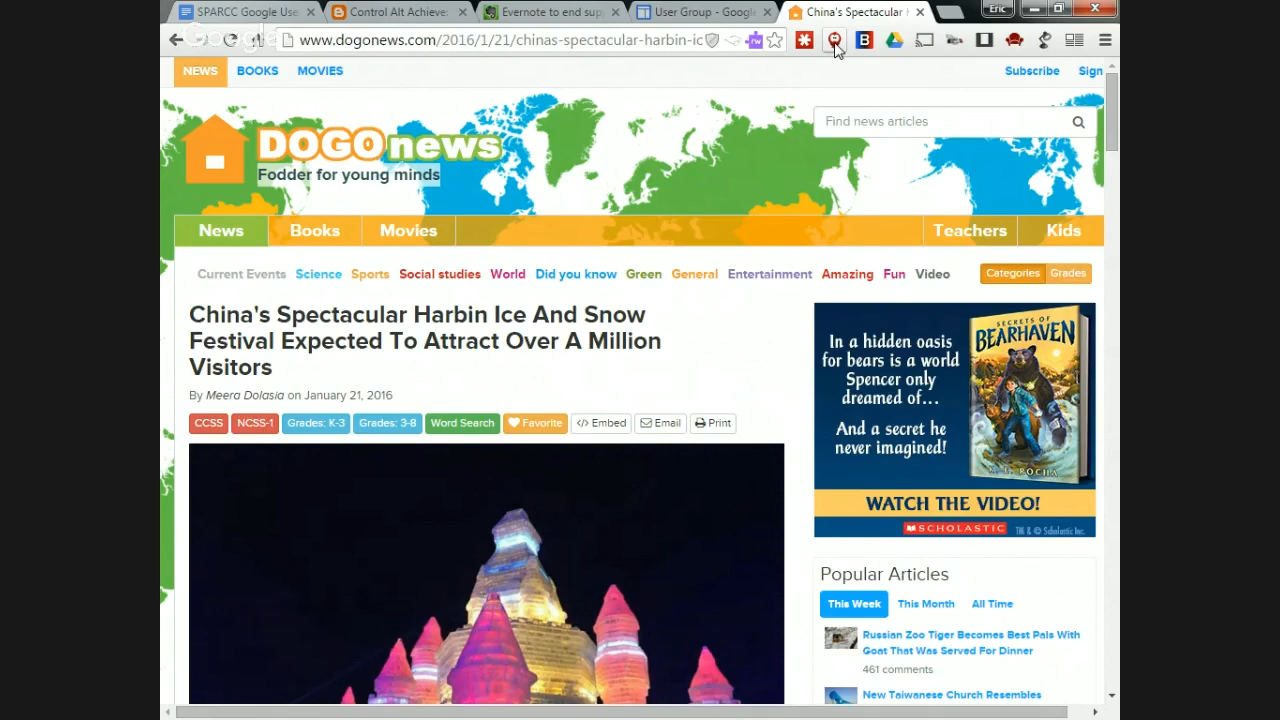 SPARCC Google Use
Control Alt Achieve:
Evernote to end sup
User Group - Google
China's Spectacular H
Eric
www.dogonews.com/2016/1/21/chinas-spectacular-harbin-ic
NEWS
BOOKS
MOVIES
Subscribe
Sign
DOGO news
Fodder for young minds
Find news articles
News
Books
Movies
Teachers
Kids
Current Events
Science
Sports
Social studies
World
Did you know
Green
General
Entertainment
Amazing
Fun
Video
Categories
Grades
China's Spectacular Harbin Ice And Snow
Festival Expected To Attract Over A Million
Visitors
By Meera Dolasia on January 21, 2016
CCSS
NCSS-1
Grades: K-3
Grades: 3-8
Word Search
Favorite
</> Embed
Email
Print
In a hidden oasis
for bears is a world
Spencer only
dreamed of...
And a secret he
never imagined!
SECRETS OF
BEARHAVEN
K. E. ROCHA
WATCH THE VIDEO!
SCHOLASTIC
TM & © Scholastic Inc.
Popular Articles
This Week
This Month
All Time
Russian Zoo Tiger Becomes Best Pals With
Goat That Was Served For Dinner
461 comments
New Taiwanese Church Resembles